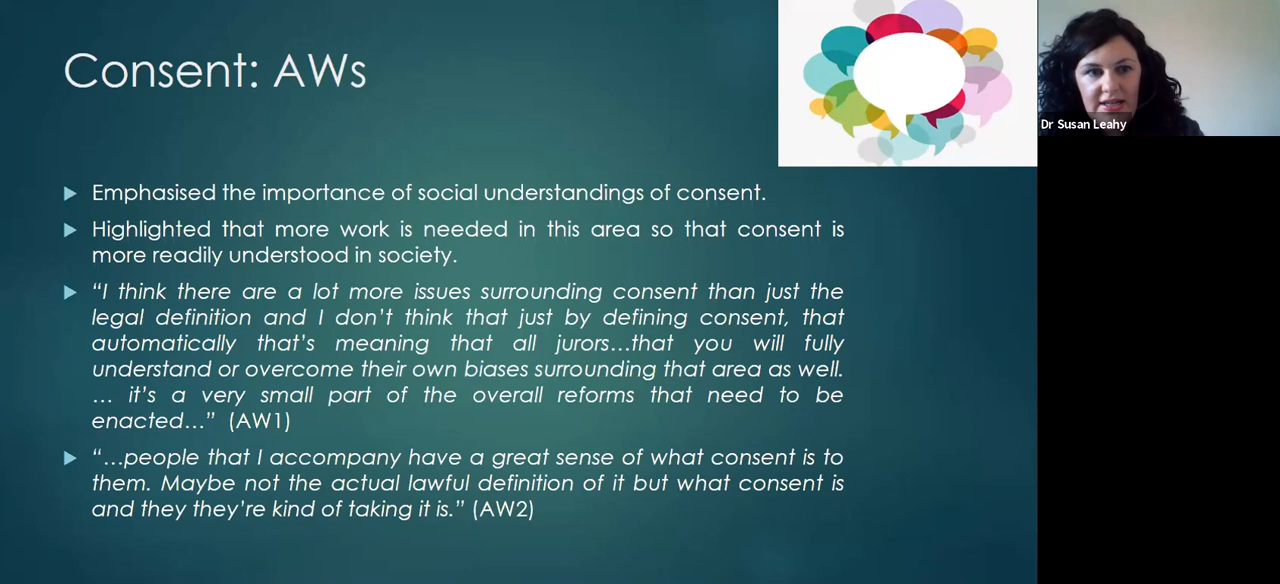 Consent: AWs
Dr Susan Leahy
Emphasised the importance of social understandings of consent.
Highlighted that more work is needed in this area so that consent is
more readily understood in society.
“I think there are a lot more issues surrounding consent than just the
legal definition and I don’t think that just by defining consent, that
automatically that’s meaning that all jurors…that you will fully
understand or overcome their own biases surrounding that area as well.
… it’s a very small part of the overall reforms that need to be
enacted…” (AW1)
“…people that I accompany have a great sense of what consent is to
them. Maybe not the actual lawful definition of it but what consent is
and they they’re kind of taking it is.” (AW2)